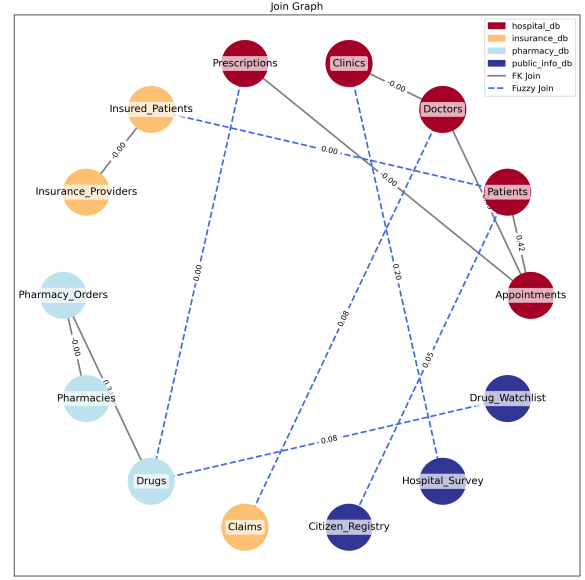 Join Graph
hospital_db
insurance_db
pharmacy_db
public_info_db
FK Join
Fuzzy Join
Prescriptions
Clinics
-0.00
Doctors
Insured_Patients
-0.00
0.00
-0.00
Insurance_Providers
Patients
0.42
0.00
0.20
Pharmacy_Orders
Appointments
0.08
-0.00
0.05
Pharmacies
Drug_Watchlist
0.08
Drugs
Hospital_Survey
Claims
Citizen_Registry